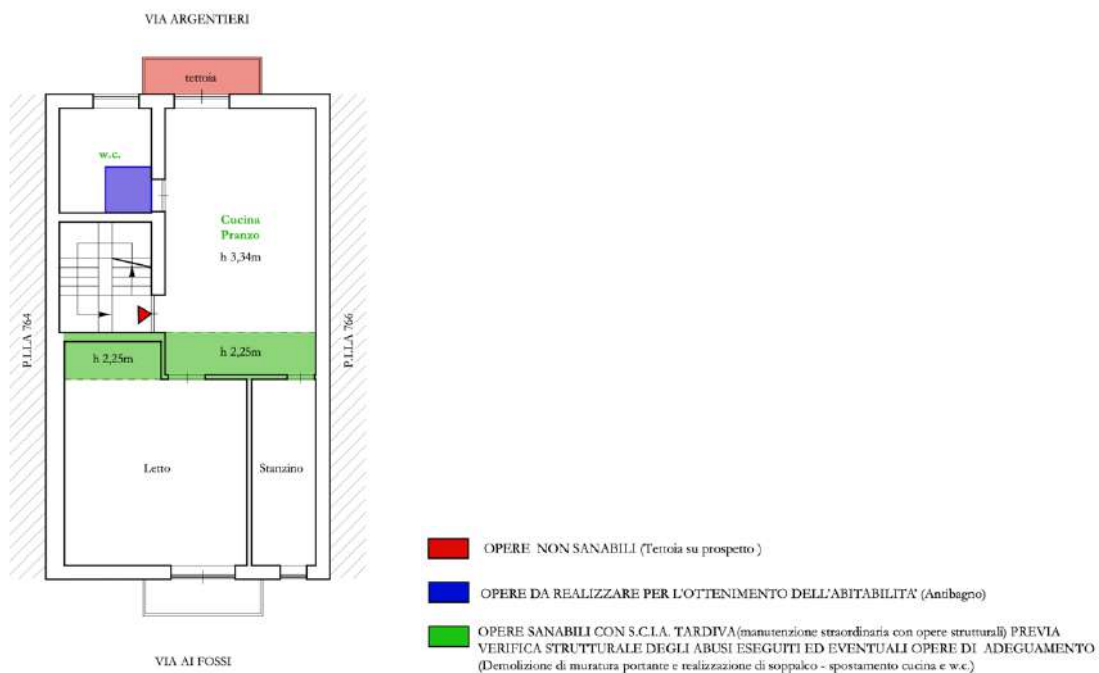 VIA ARGENTIERI
tettoia
w.c.
Cucina
Pranzo
h 3,34m
P.LLA 764
P.LLA 766
h 2,25m
h 2,25m
Letto
Stanzino
OPERE NON SANABILI (Tettoia su prospetto )
OPERE DA REALIZZARE PER L'OTTENIMENTO DELL'ABITABILITA' (Antibagno)
OPERE SANABILI CON S.C.I.A. TARDIVA(manutenzione straordinaria con opere strutturali) PREVIA
VERIFICA STRUTTURALE DEGLI ABUSI ESEGUITI ED EVENTUALI OPERE DI ADEGUAMENTO
(Demolizione di muratura portante e realizzazione di soppalco - spostamento cucina e w.c.)
VIA AI FOSSI